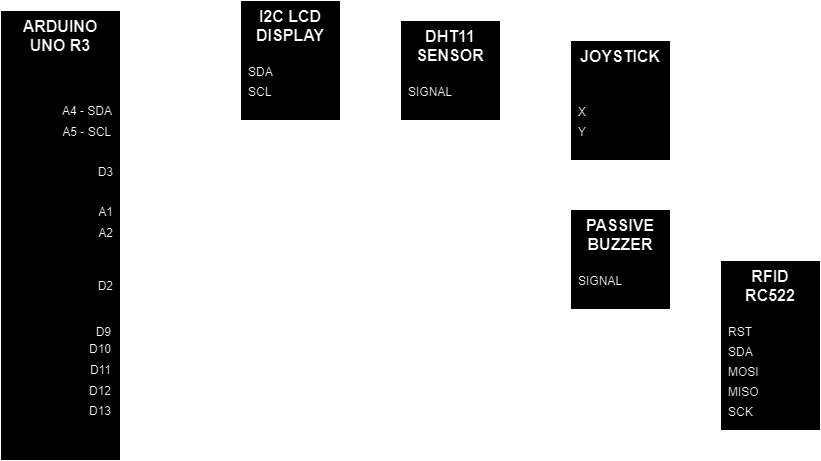 ARDUINO
UNO R3
A4 - SDA
A5 - SCL
D3
A1
A2
D2
D9
D10
D11
D12
D13
I2C LCD
DISPLAY
SDA
SCL
DHT11
SENSOR
SIGNAL
JOYSTICK
X
Y
PASSIVE
BUZZER
SIGNAL
RFID
RC522
RST
SDA
MOSI
MISO
SCK